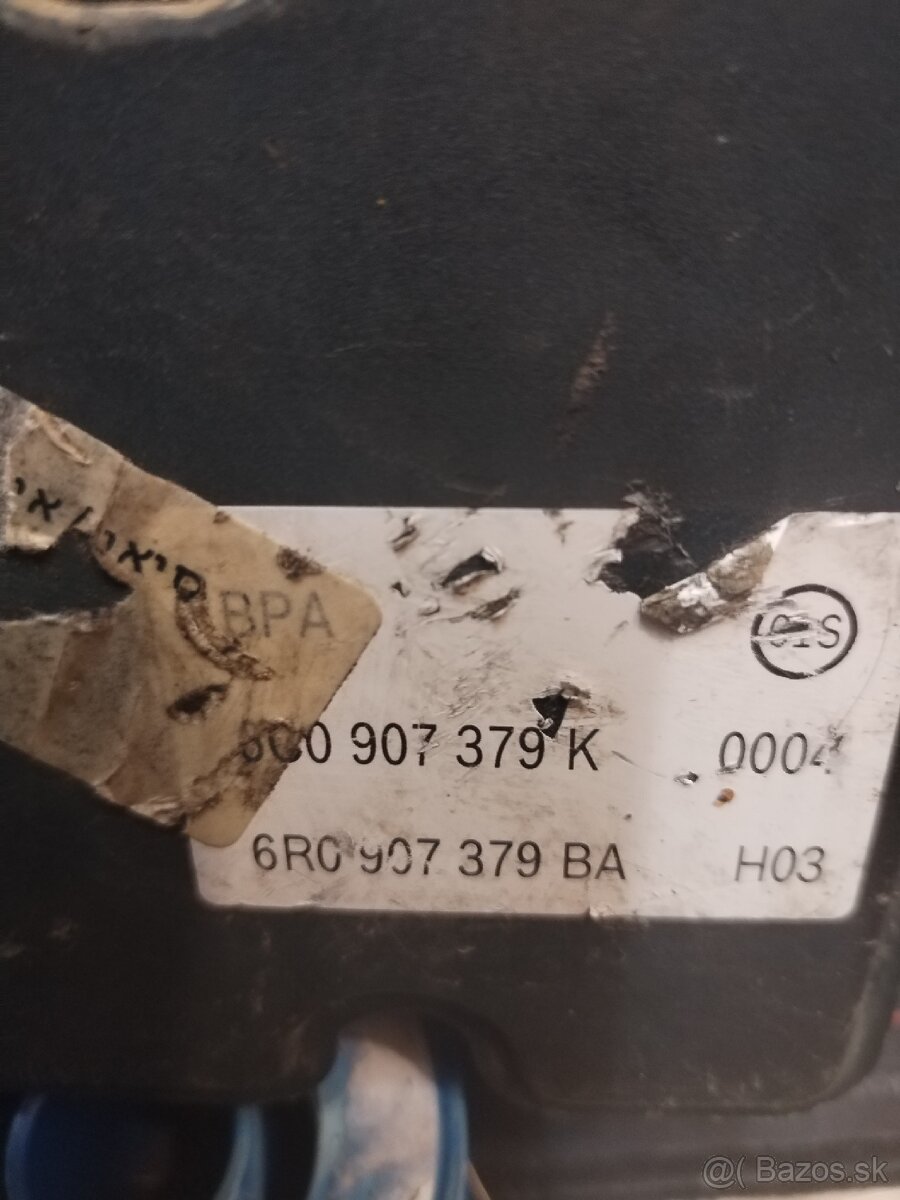 BPA
6C0 907 379 K 0004
6R0 907 379 BA H03
@( Bazos.sk